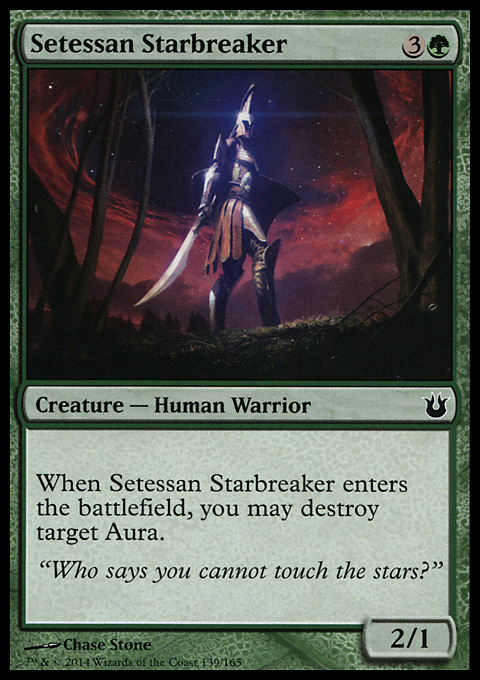 Setessan Starbreaker 3
Creature — Human Warrior
When Setessan Starbreaker enters
the battlefield, you may destroy
target Aura.
“Who says you cannot touch the stars?”
Chase Stone
2/1
™ & © 2014 Wizards of the Coast 139/165